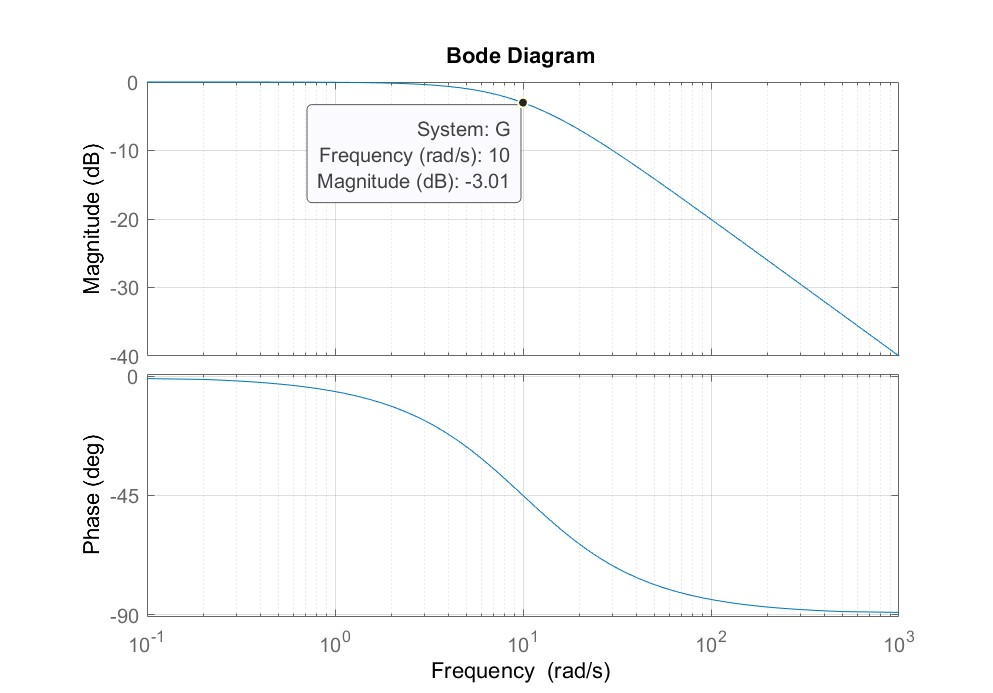 Bode Diagram
0
-10
-20
-30
-40
Magnitude (dB)
System: G
Frequency (rad/s): 10
Magnitude (dB): -3.01
0
-45
-90
Phase (deg)
10^-1 10^0 10^1 10^2 10^3
Frequency (rad/s)